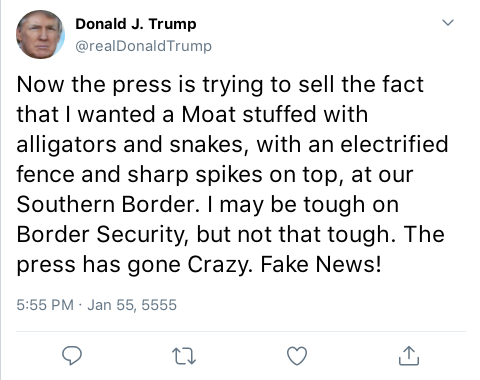 Donald J. Trump
@realDonaldTrump
Now the press is trying to sell the fact
that I wanted a Moat stuffed with
alligators and snakes, with an electrified
fence and sharp spikes on top, at our
Southern Border. I may be tough on
Border Security, but not that tough. The
press has gone Crazy. Fake News!
5:55 PM · Jan 55, 5555